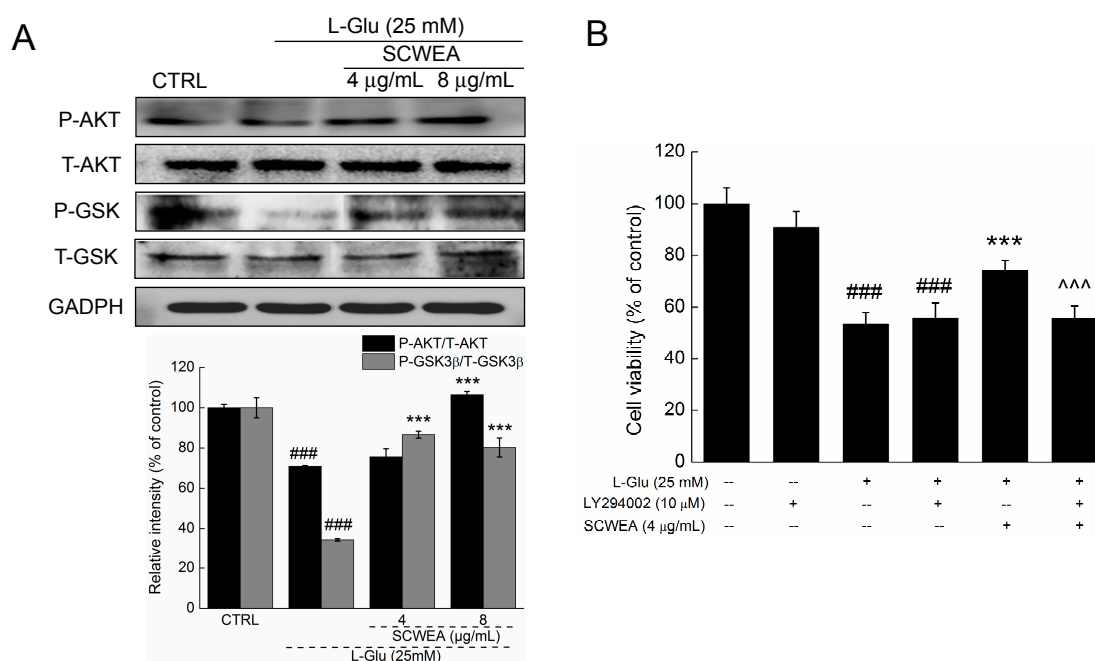 A
L-Glu (25 mM)
SCWEA
CTRL 4 μg/mL 8 μg/mL
P-AKT
T-AKT
P-GSK
T-GSK
GADPH
P-AKT/T-AKT
P-GSK3β/T-GSK3β
Relative intensity (% of control)
120
100
80
60
40
20
0
###
###
***
***
***
CTRL 4 8
SCWEA (μg/mL)
L-Glu (25mM)
B
Cell viability (% of control)
120
100
80
60
40
20
0
###
###
***
^^^
L-Glu (25 mM) -- -- + + + +
LY294002 (10 μM) -- + -- + -- +
SCWEA (4 μg/mL) -- -- -- -- + +